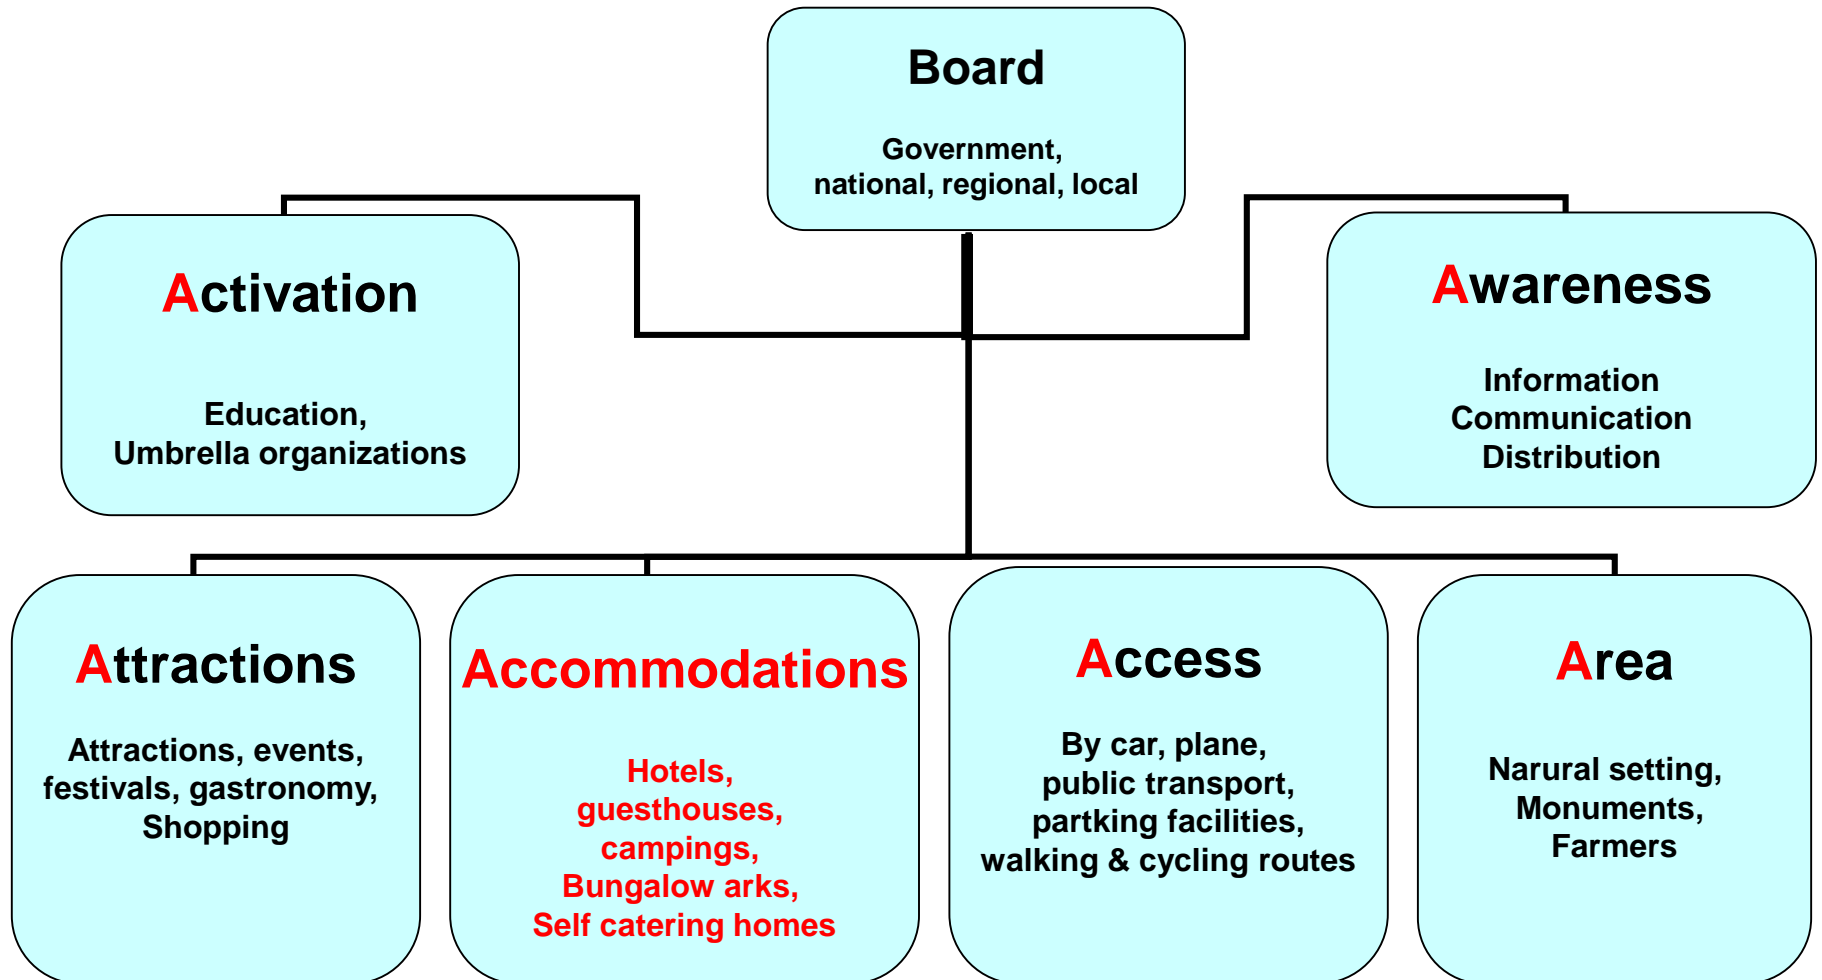 Board
Government,
national, regional, local
Activation
Education,
Umbrella organizations
Awareness
Information
Communication
Distribution
Attractions
Attractions, events,
festivals, gastronomy,
Shopping
Accommodations
Hotels,
guesthouses,
campings,
Bungalow arks,
Self catering homes
Access
By car, plane,
public transport,
partking facilities,
walking & cycling routes
Area
Narural setting,
Monuments,
Farmers